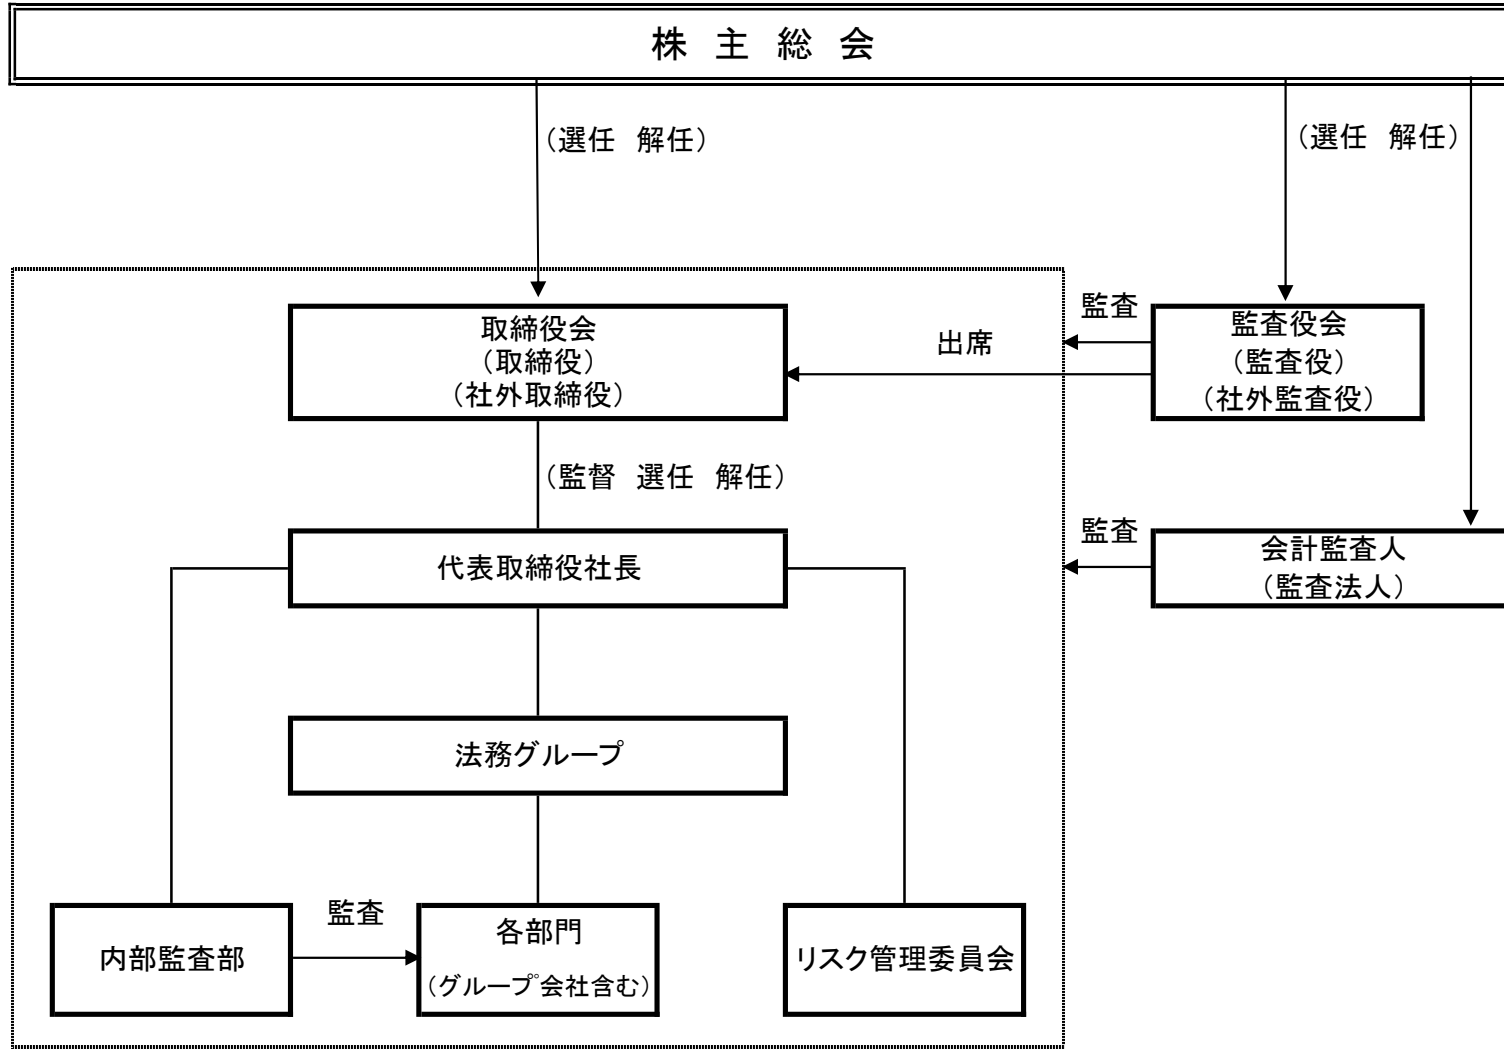 株 主 総 会
（選任　解任）
（選任　解任）
取締役会
（取締役）
（社外取締役）
出席
監査
監査役会
（監査役）
（社外監査役）
（監督　選任　解任）
代表取締役社長
監査
会計監査人
（監査法人）
法務グループ
内部監査部
監査
各部門
（グループ会社含む）
リスク管理委員会